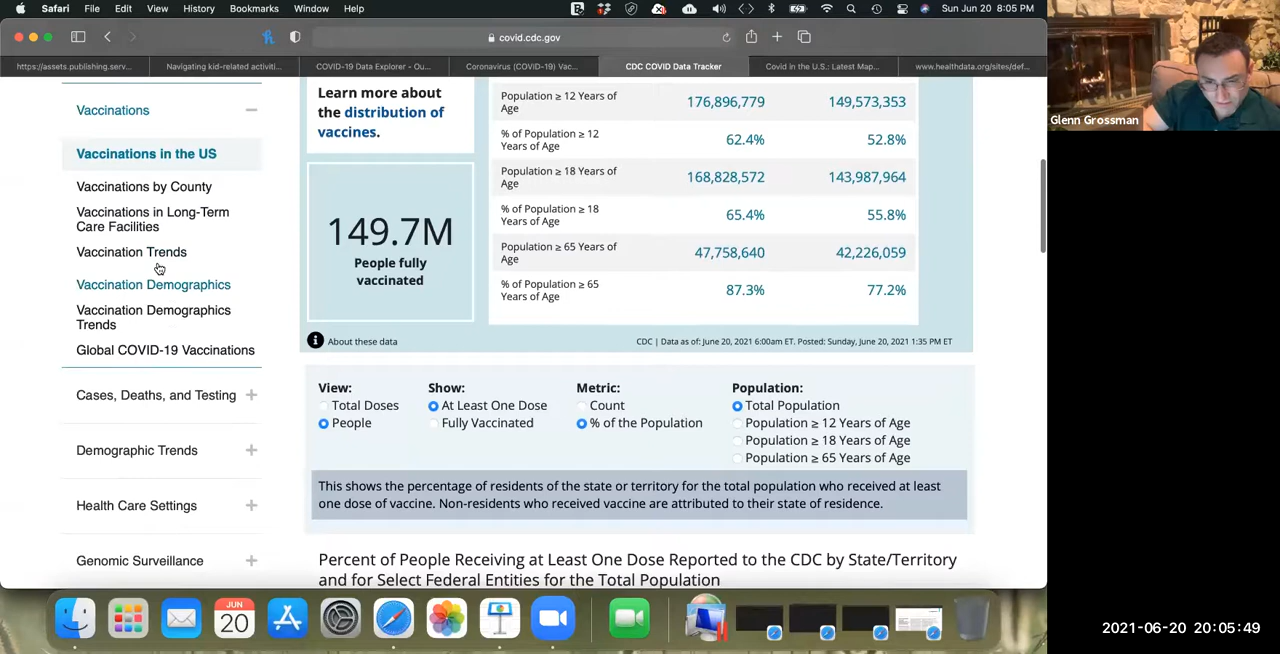 Safari File Edit View History Bookmarks Window Help Sun Jun 20 8:05 PM
covid.cdc.gov
https://assets.publishing.serv... Navigating kid-related activiti... COVID-19 Data Explorer - Ou... Coronavirus (COVID-19) Vac... CDC COVID Data Tracker Covid in the U.S.: Latest Map... www.healthdata.org/sites/def...
Glenn Grossman
Vaccinations
Vaccinations in the US
Vaccinations by County
Vaccinations in Long-Term
Care Facilities
Vaccination Trends
Vaccination Demographics
Vaccination Demographics
Trends
Global COVID-19 Vaccinations
Cases, Deaths, and Testing
Demographic Trends
Health Care Settings
Genomic Surveillance
Learn more about
the distribution of
vaccines.
149.7M
People fully
vaccinated
Population ≥ 12 Years of
Age
176,896,779 149,573,353
% of Population ≥ 12
Years of Age
62.4% 52.8%
Population ≥ 18 Years of
Age
168,828,572 143,987,964
% of Population ≥ 18
Years of Age
65.4% 55.8%
Population ≥ 65 Years of
Age
47,758,640 42,226,059
% of Population ≥ 65
Years of Age
87.3% 77.2%
About these data
CDC | Data as of: June 20, 2021 6:00am ET. Posted: Sunday, June 20, 2021 1:35 PM ET
View:
Total Doses
People
Show:
At Least One Dose
Fully Vaccinated
Metric:
Count
% of the Population
Population:
Total Population
Population ≥ 12 Years of Age
Population ≥ 18 Years of Age
Population ≥ 65 Years of Age
This shows the percentage of residents of the state or territory for the total population who received at least
one dose of vaccine. Non-residents who received vaccine are attributed to their state of residence.
Percent of People Receiving at Least One Dose Reported to the CDC by State/Territory
and for Select Federal Entities for the Total Population
JUN
20
2021-06-20 20:05:49